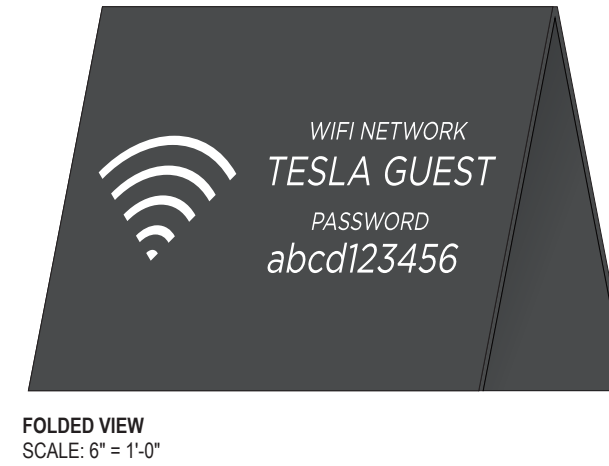 WIFI NETWORK
TESLA GUEST
PASSWORD
abcd123456
FOLDED VIEW
SCALE: 6" = 1'-0"